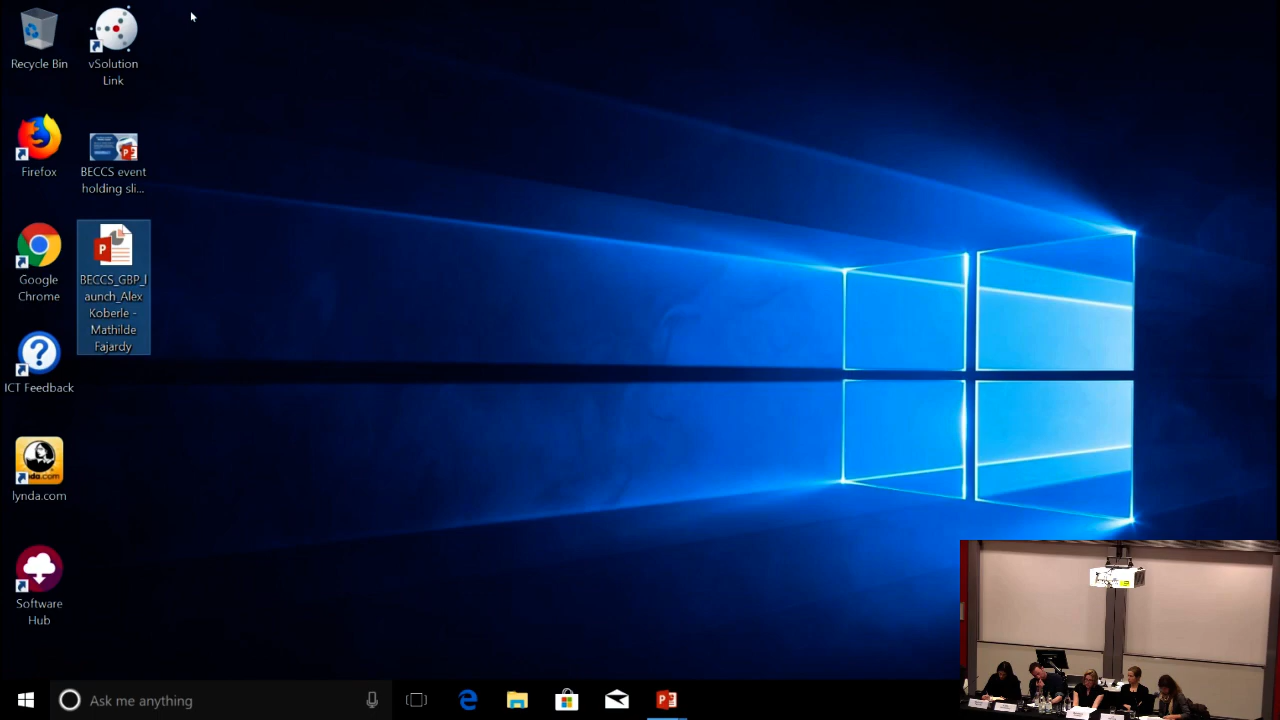 Recycle Bin
vSolution
Link
Firefox
BECCS event
holding sli...
Google
Chrome
BECCS_GBP_l
aunch_Alex
Koberle -
Mathilde
Fajardy
ICT Feedback
lynda.com
Software
Hub
Ask me anything